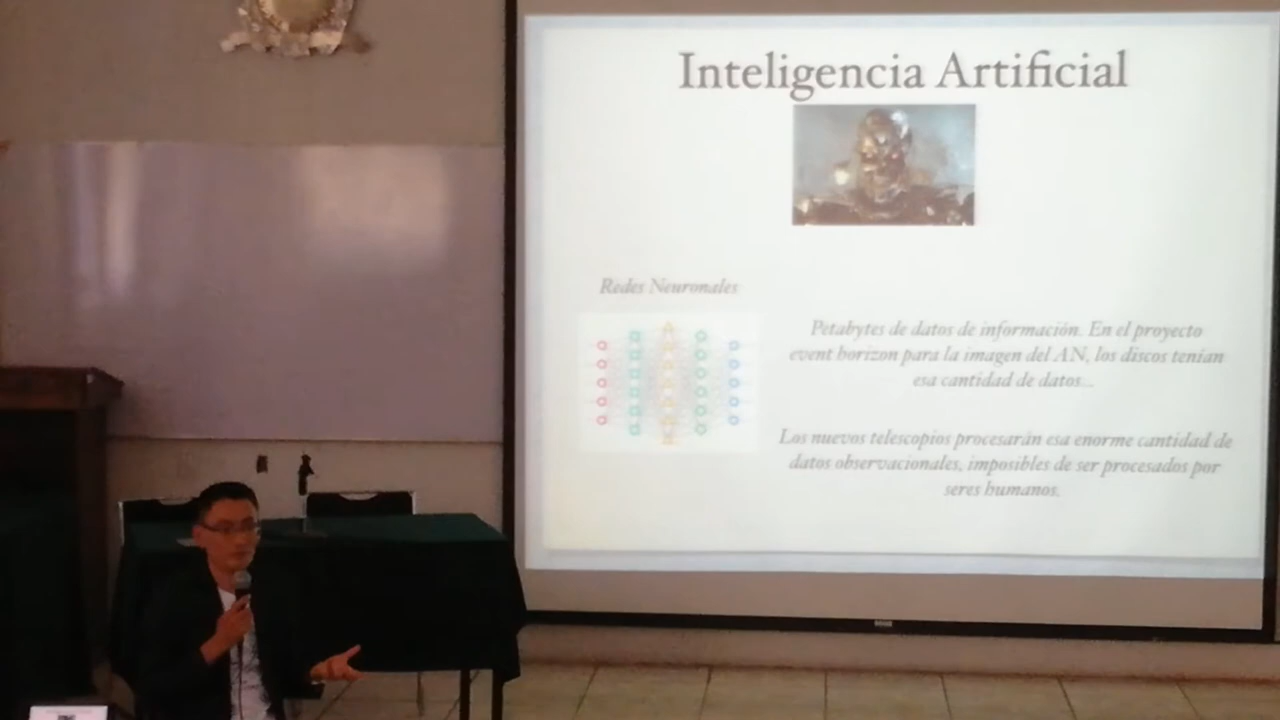 Inteligencia Artificial
Redes Neuronales
Petabytes de datos de información. En el proyecto
event horizon para la imagen del AN, los discos tenian
esa cantidad de datos...
Los nuevos telescopios procesarán esa enorme cantidad de
datos observacionales, imposibles de ser procesados por
seres humanos.